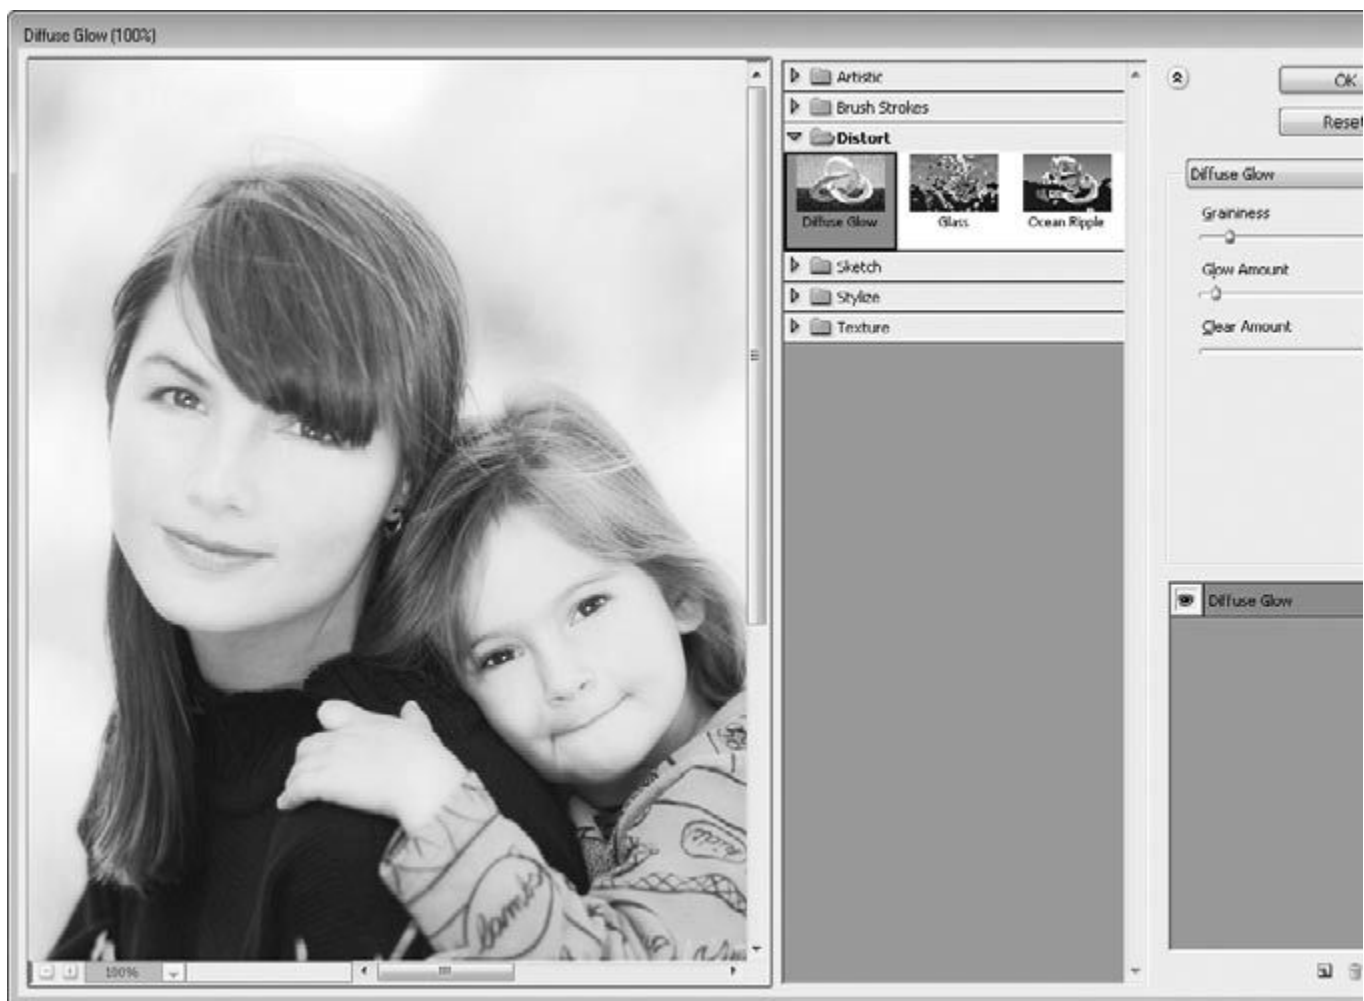 Diffuse Glow (100%)
Artistic
Brush Strokes
Distort
Diffuse Glow
Glass
Ocean Ripple
Sketch
Stylize
Texture
OK
Reset
Diffuse Glow
Graininess
Glow Amount
Clear Amount
Diffuse Glow
100%